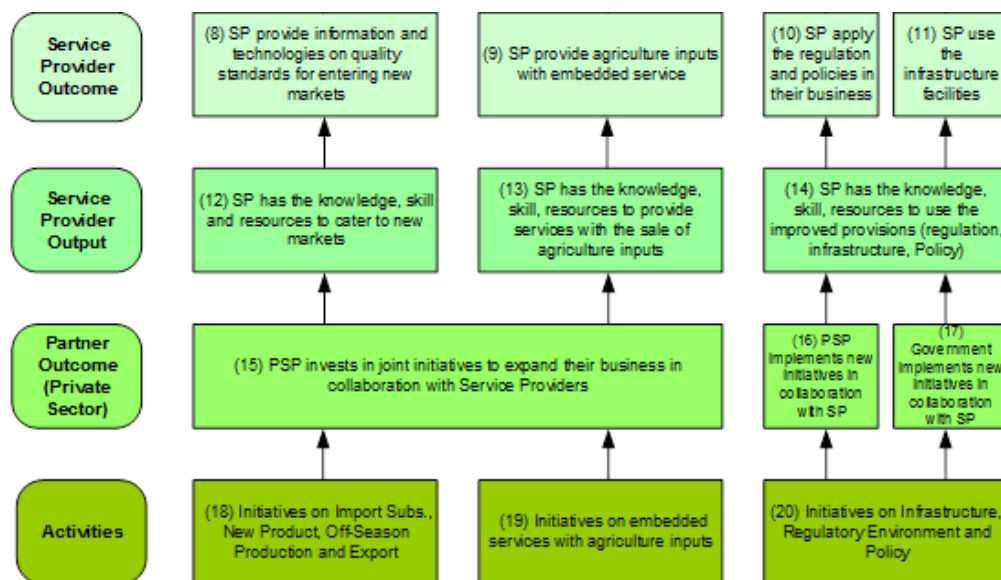 Service
Provider
Outcome
(8) SP provide information and
technologies on quality
standards for entering new
markets
(9) SP provide agriculture inputs
with embedded service
(10) SP apply
the regulation
and policies in
their business
(11) SP use
the
infrastructure
facilities
Service
Provider
Output
(12) SP has the knowledge, skill
and resources to cater to new
markets
(13) SP has the knowledge,
skill, resources to provide
services with the sale of
agriculture inputs
(14) SP has the knowledge,
skill, resources to use the
improved provisions (regulation,
infrastructure, Policy)
Partner
Outcome
(Private
Sector)
(15) PSP invests in joint initiatives to expand their business in
collaboration with Service Providers
(16) PSP
Implements new
initiatives in
collaboration
with SP
(17)
Government
Implements new
initiatives in
collaboration
with SP
Activities
(18) Initiatives on Import Subs.,
New Product, Off-Season
Production and Export
(19) Initiatives on embedded
services with agriculture inputs
(20) Initiatives on Infrastructure,
Regulatory Environment and
Policy